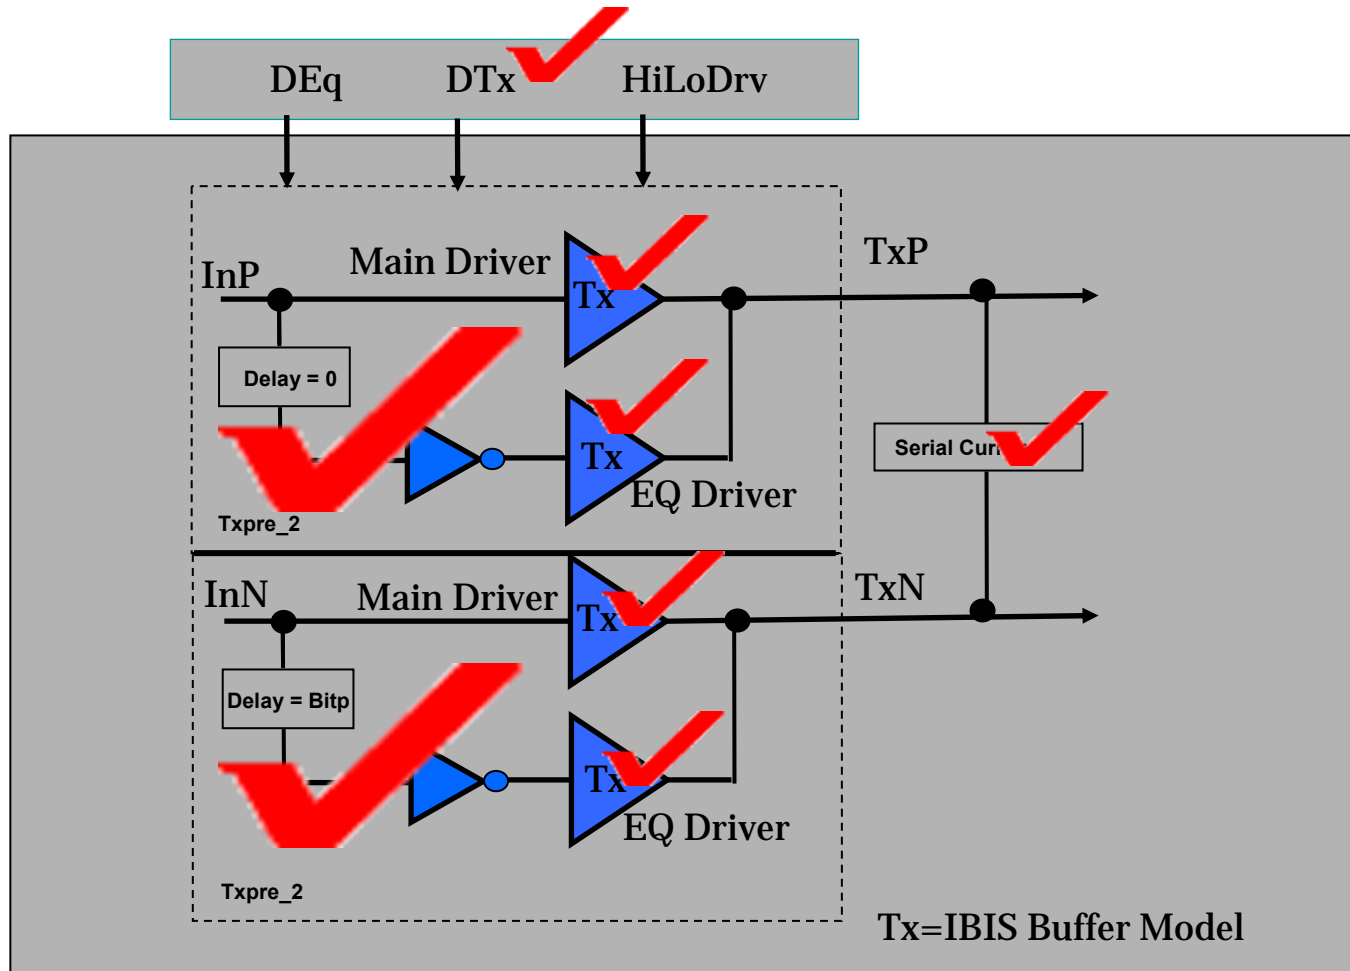 DEq DTx HiLoDrv
Main Driver
TxP
InP
Tx
Delay = 0
Serial
Tx
EQ Driver
Txpre_2
InN
Main Driver
TxN
Tx
Delay = Bitp
Tx
EQ Driver
Txpre_2
Tx=IBIS Buffer Model